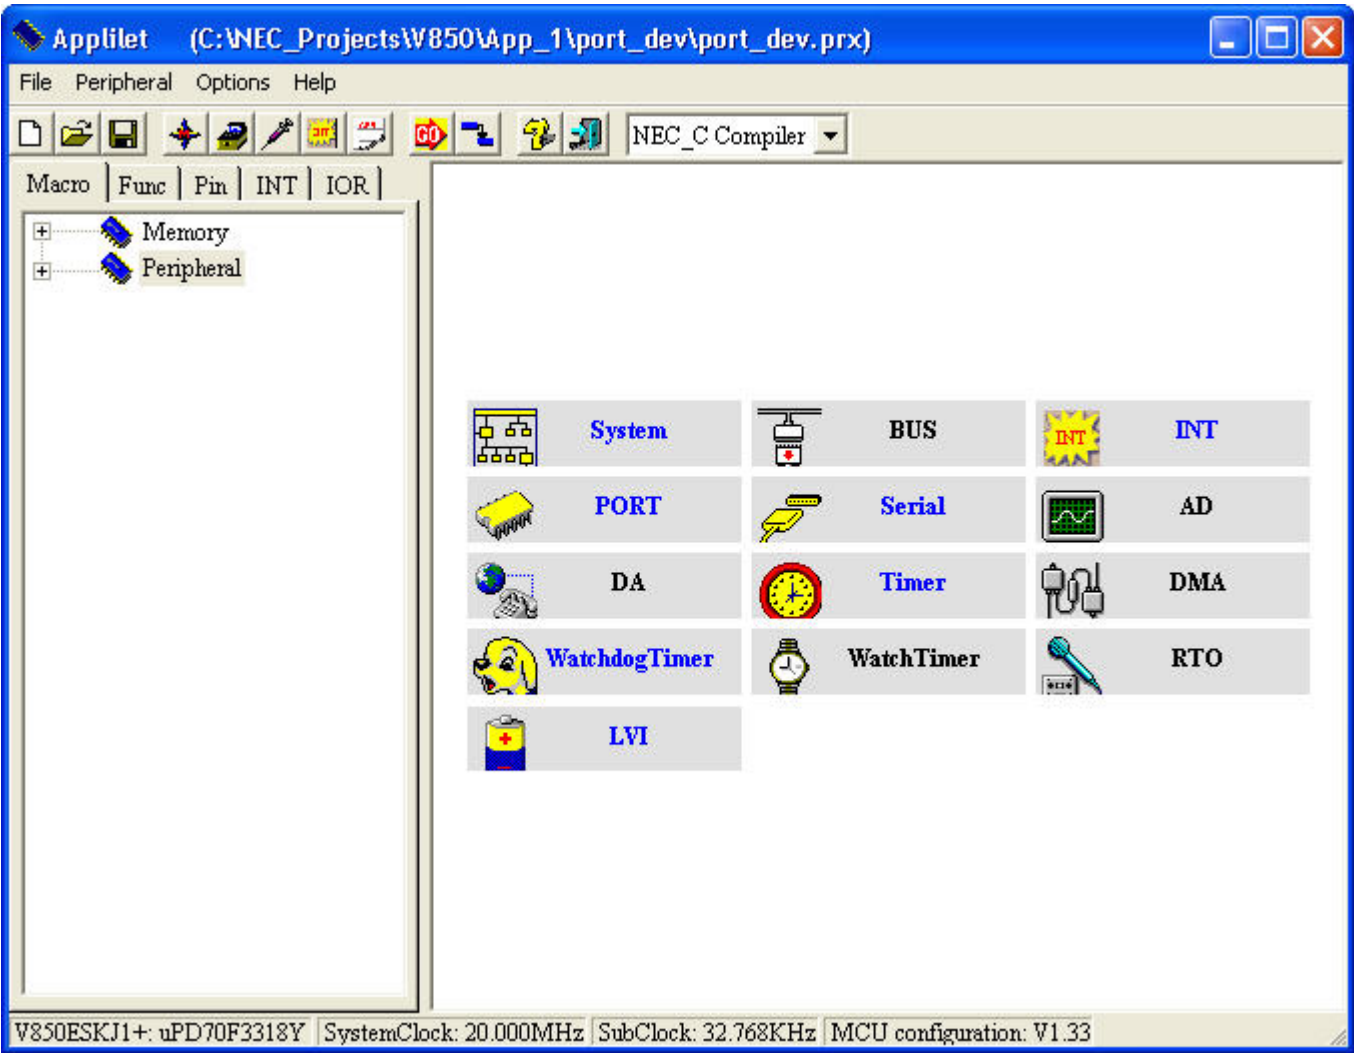 Applilet (C:\NEC_Projects\V850\App_1\port_dev\port_dev.prx)
File Peripheral Options Help
GO NEC_C Compiler
Macro Func Pin INT IOR
Memory
Peripheral
System BUS INT INT
PORT Serial AD
DA Timer DMA
WatchdogTimer WatchTimer RTO
LVI
V850ESKJ1+: uPD70F3318Y SystemClock: 20.000MHz SubClock: 32.768KHz MCU configuration: V1.33